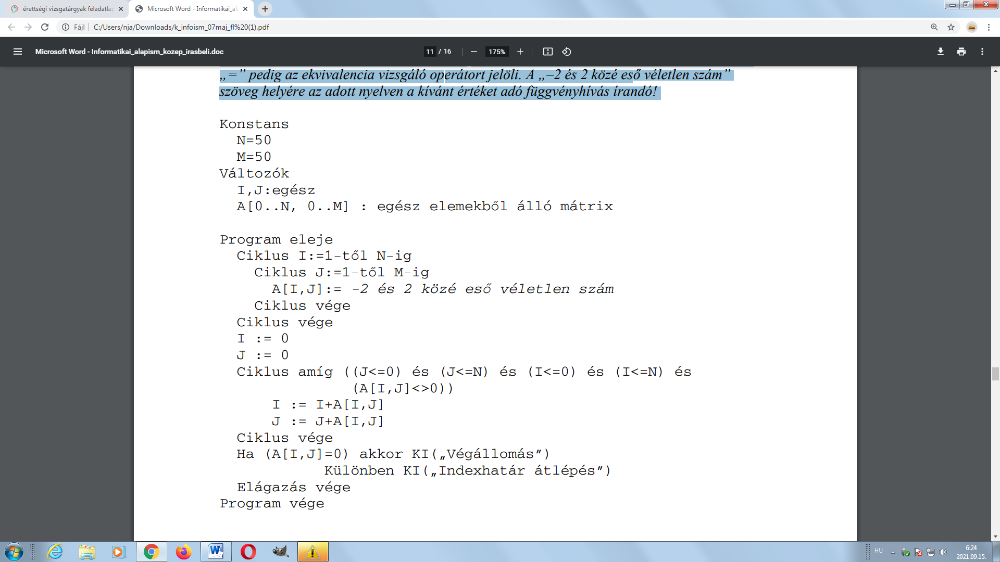 érettségi vizsgatárgyak feladatlap
Microsoft Word - Informatikai_al
Fájl
C:/Users/nja/Downloads/k_infoism_07maj_fl%20(1).pdf
Microsoft Word - Informatikai_alapism_kozep_irasbeli.doc
11 / 16
175%
„=” pedig az ekvivalencia vizsgáló operátort jelöli. A „–2 és 2 közé eső véletlen szám”
szöveg helyére az adott nyelven a kívánt értéket adó függvényhívás írandó!
Konstans
N=50
M=50
Változók
I,J:egész
A[0..N, 0..M] : egész elemekből álló mátrix
Program eleje
Ciklus I:=1-től N-ig
Ciklus J:=1-től M-ig
A[I,J]:= -2 és 2 közé eső véletlen szám
Ciklus vége
Ciklus vége
I := 0
J := 0
Ciklus amíg ((J<=0) és (J<=N) és (I<=0) és (I<=N) és
(A[I,J]<>0))
I := I+A[I,J]
J := J+A[I,J]
Ciklus vége
Ha (A[I,J]=0) akkor KI(„Végállomás”)
Különben KI(„Indexhatár átlépés”)
Elágazás vége
Program vége
HU
6:24
2021.09.15.